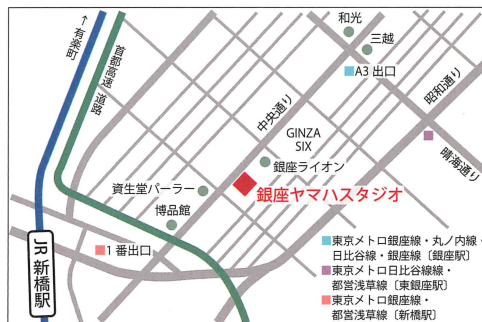 ←有楽町
首都高速
道路
和光
三越
A3 出口
中央通り
昭和通り
晴海通り
GINZA
SIX
銀座ライオン
資生堂パーラー
銀座ヤマハスタジオ
博品館
1 番出口
JR 新橋駅
■東京メトロ銀座線・丸ノ内線・
日比谷線・銀座線〔銀座駅〕
■東京メトロ日比谷線線・
都営浅草線〔東銀座駅〕
■東京メトロ銀座線・
都営浅草線〔新橋駅〕